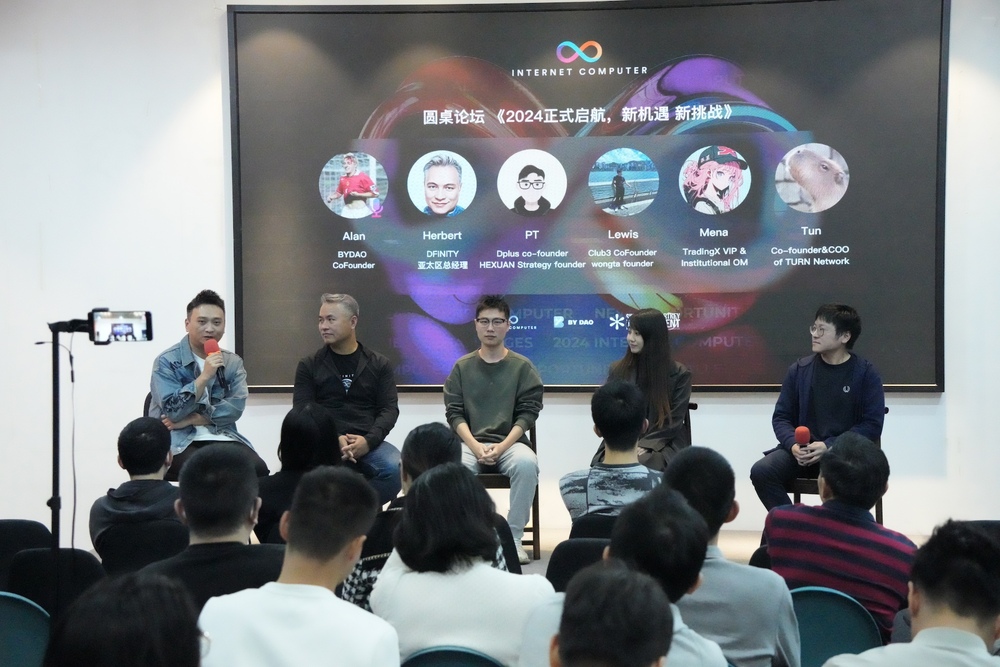 INTERNET COMPUTER
圆桌论坛 《2024正式启航，新机遇 新挑战》
Alan
BYDAO
CoFounder
Herbert
DFINITY
亚太区总经理
PT
Dplus co-founder
HEXUAN Strategy founder
Lewis
Club3 CoFounder
wongta founder
Mena
TradingX VIP &
Institutional OM
Tun
Co-founder&COO
of TURN Network
BY DAO
2024 INTE